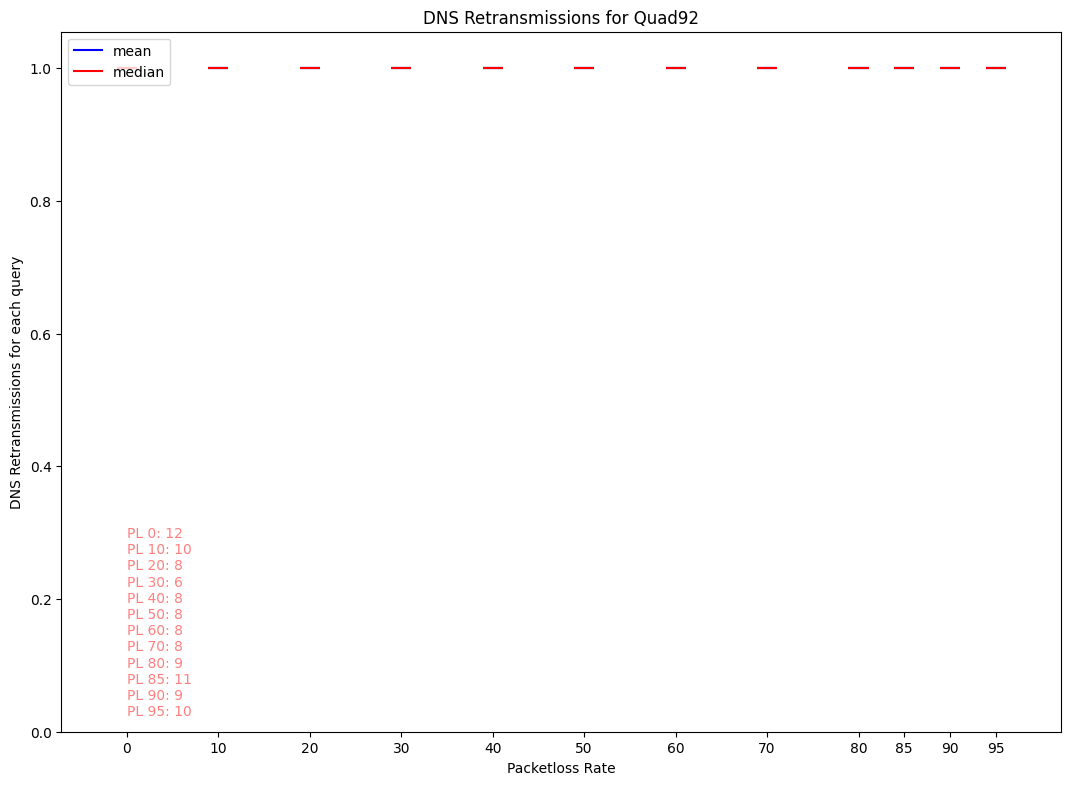 DNS Retransmissions for Quad92
mean
median
DNS Retransmissions for each query
1.0
0.8
0.6
0.4
0.2
0.0
PL 0: 12
PL 10: 10
PL 20: 8
PL 30: 6
PL 40: 8
PL 50: 8
PL 60: 8
PL 70: 8
PL 80: 9
PL 85: 11
PL 90: 9
PL 95: 10
0 10 20 30 40 50 60 70 80 85 90 95
Packetloss Rate